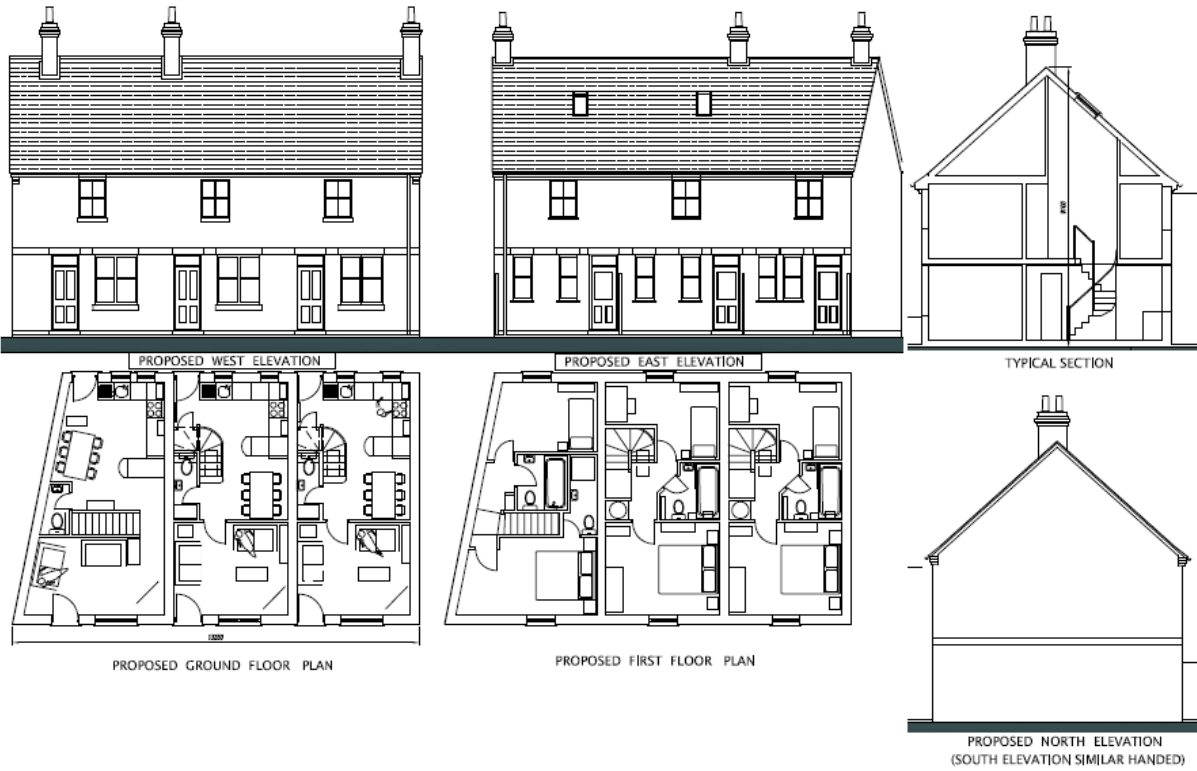 PROPOSED WEST ELEVATION
PROPOSED EAST ELEVATION
TYPICAL SECTION
PROPOSED GROUND FLOOR PLAN
PROPOSED FIRST FLOOR PLAN
PROPOSED NORTH ELEVATION
(SOUTH ELEVATION SIMILAR HANDED)